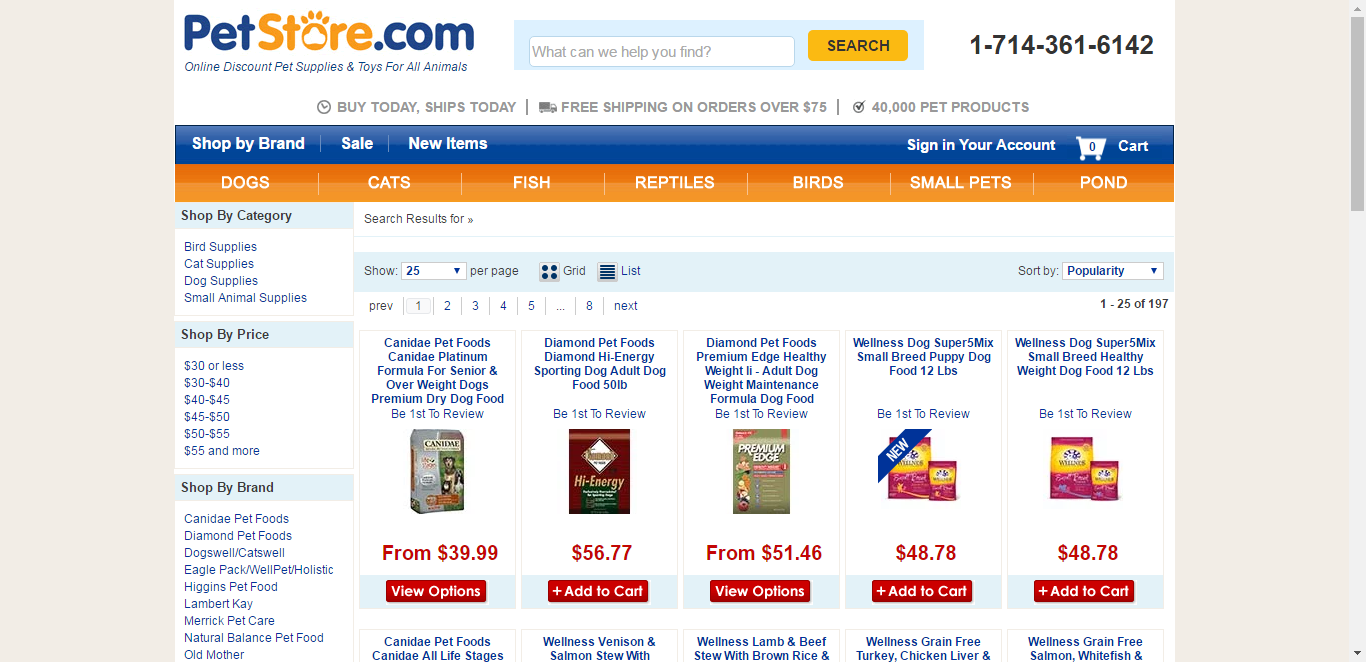 PetStore.com
Online Discount Pet Supplies & Toys For All Animals
What can we help you find?
SEARCH
1-714-361-6142
BUY TODAY, SHIPS TODAY
FREE SHIPPING ON ORDERS OVER $75
40,000 PET PRODUCTS
Shop by Brand
Sale
New Items
Sign in Your Account
0
Cart
DOGS
CATS
FISH
REPTILES
BIRDS
SMALL PETS
POND
Shop By Category
Bird Supplies
Cat Supplies
Dog Supplies
Small Animal Supplies
Shop By Price
$30 or less
$30-$40
$40-$45
$45-$50
$50-$55
$55 and more
Shop By Brand
Canidae Pet Foods
Diamond Pet Foods
Dogswell/Catswell
Eagle Pack/WellPet/Holistic
Higgins Pet Food
Lambert Kay
Merrick Pet Care
Natural Balance Pet Food
Old Mother
Search Results for »
Show: 25 per page
Grid
List
Sort by: Popularity
prev 1 2 3 4 5 ... 8 next
1 - 25 of 197
Canidae Pet Foods
Canidae Platinum
Formula For Senior &
Over Weight Dogs
Premium Dry Dog Food
Be 1st To Review
CANIDAE
From $39.99
View Options
Diamond Pet Foods
Diamond Hi-Energy
Sporting Dog Adult Dog
Food 50lb
Be 1st To Review
Hi-Energy
$56.77
+ Add to Cart
Diamond Pet Foods
Premium Edge Healthy
Weight Ii - Adult Dog
Weight Maintenance
Formula Dog Food
Be 1st To Review
PREMIUM
EDGE
From $51.46
View Options
Wellness Dog Super5Mix
Small Breed Puppy Dog
Food 12 Lbs
Be 1st To Review
NEW
$48.78
+ Add to Cart
Wellness Dog Super5Mix
Small Breed Healthy
Weight Dog Food 12 Lbs
Be 1st To Review
$48.78
+ Add to Cart
Canidae Pet Foods
Canidae All Life Stages
Wellness Venison &
Salmon Stew With
Wellness Lamb & Beef
Stew With Brown Rice &
Wellness Grain Free
Turkey, Chicken Liver &
Wellness Grain Free
Salmon, Whitefish &